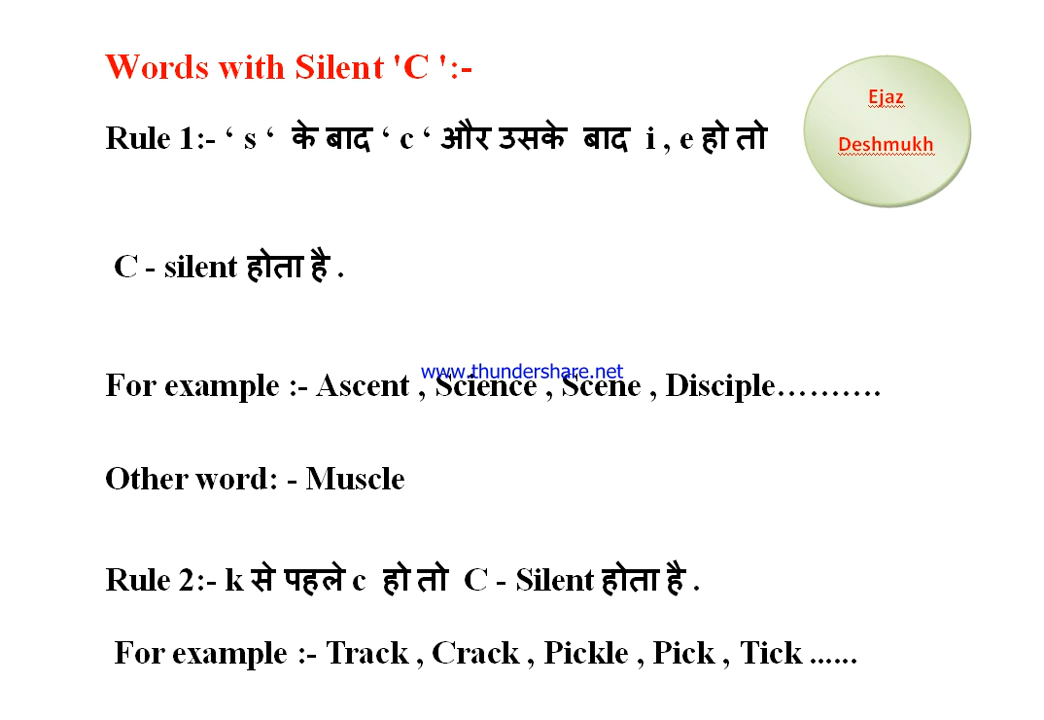 Words with Silent 'C ':-
Ejaz
Deshmukh
Rule 1:- ‘ s ‘ के बाद ‘ c ‘ और उसके बाद i , e हो तो
C - silent होता है .
www.thundershare.net
For example :- Ascent , Science , Scene , Disciple……….
Other word: - Muscle
Rule 2:- k से पहले c हो तो C - Silent होता है .
For example :- Track , Crack , Pickle , Pick , Tick ......